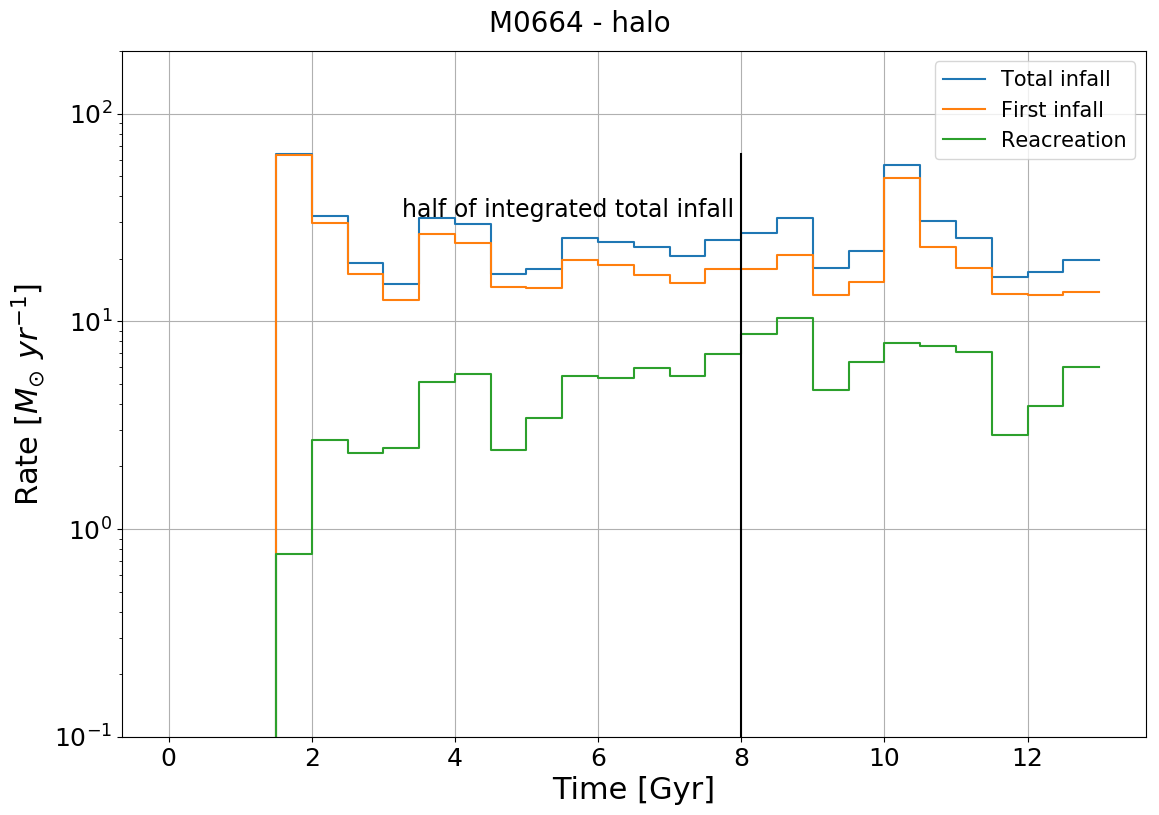 M0664 - halo
Total infall
First infall
Reacreation
half of integrated total infall
10²
10¹
10⁰
10⁻¹
Rate [M⊙ yr⁻¹]
0 2 4 6 8 10 12
Time [Gyr]